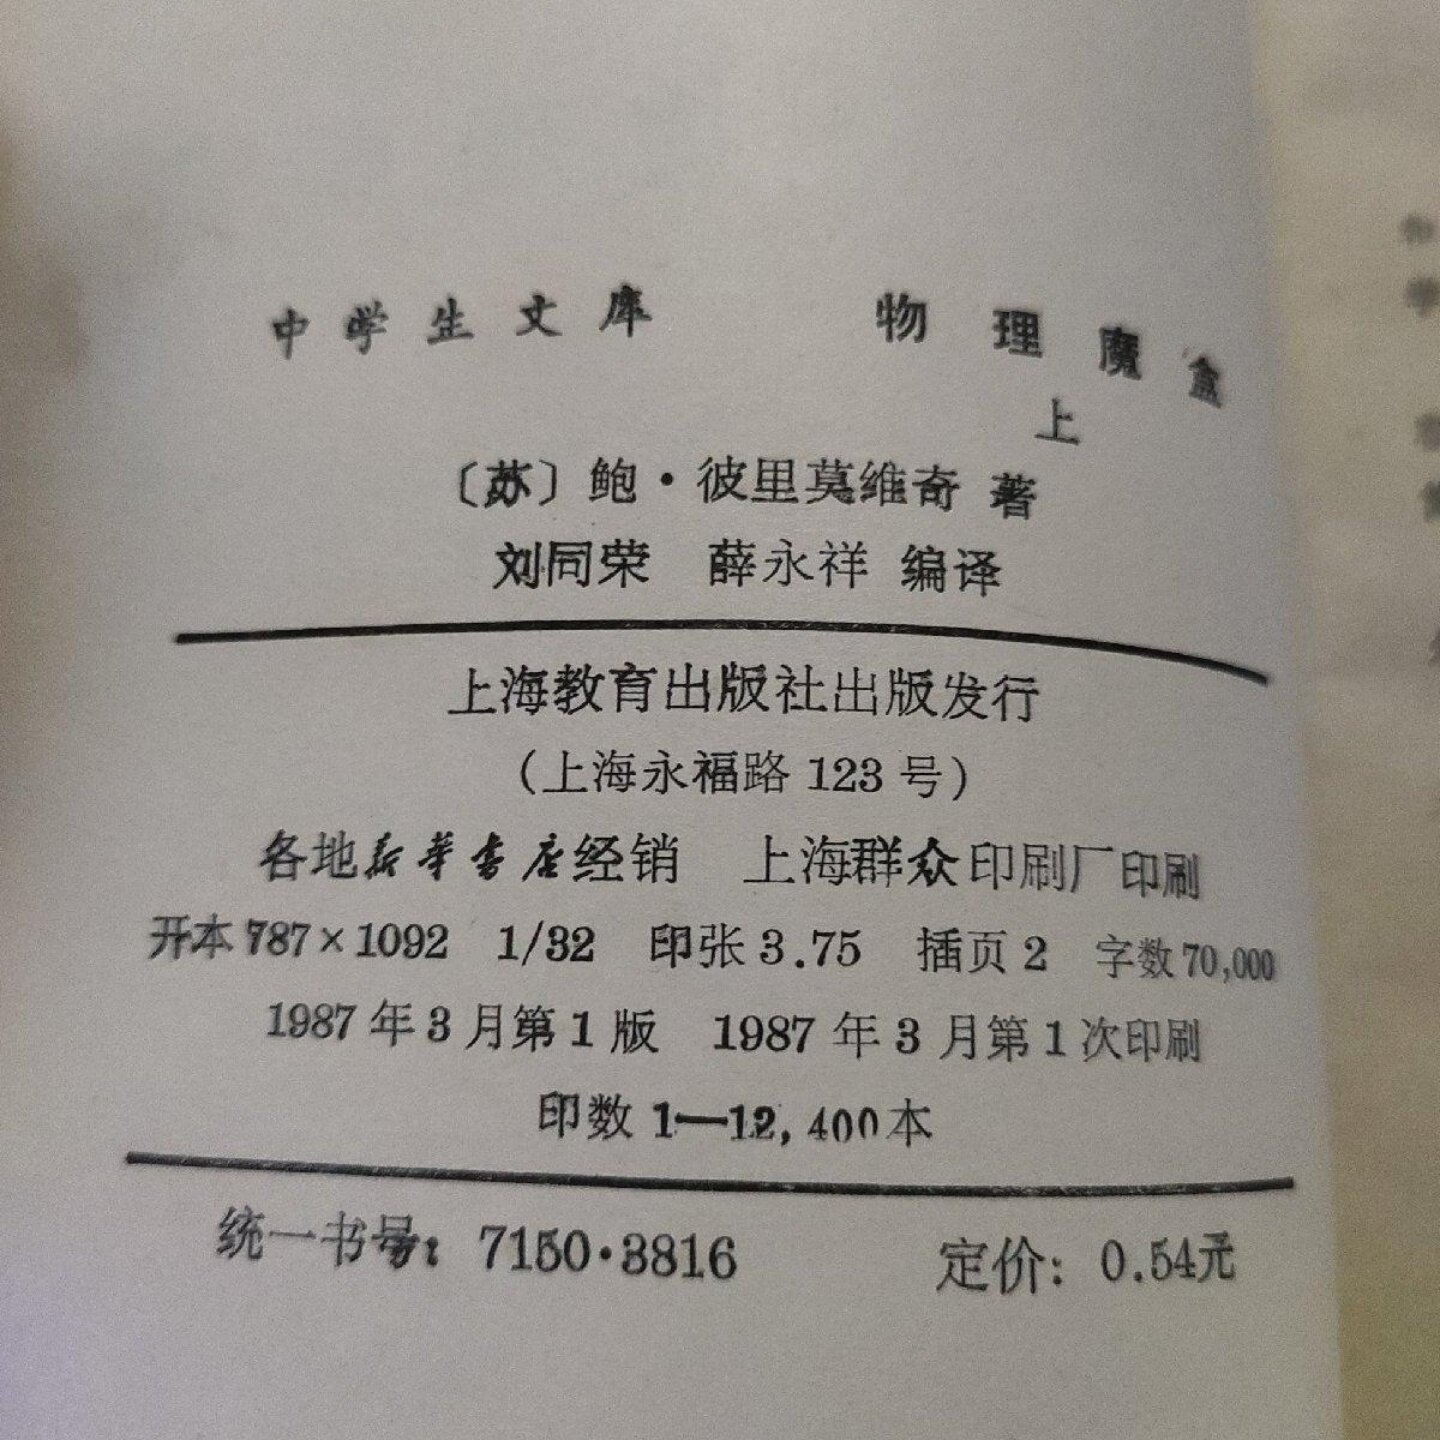 中学生文库 物理魔盒
上
〔苏〕鲍·彼里莫维奇 著
刘同荣 薛永祥 编译
上海教育出版社出版发行
(上海永福路 123 号)
各地新华书店经销 上海群众印刷厂印刷
开本 787×1092 1/32 印张 3.75 插页 2 字数 70,000
1987 年 3 月第 1 版 1987 年 3 月第 1 次印刷
印数 1—12,400 本
统一书号: 7150·3816 定价: 0.54元